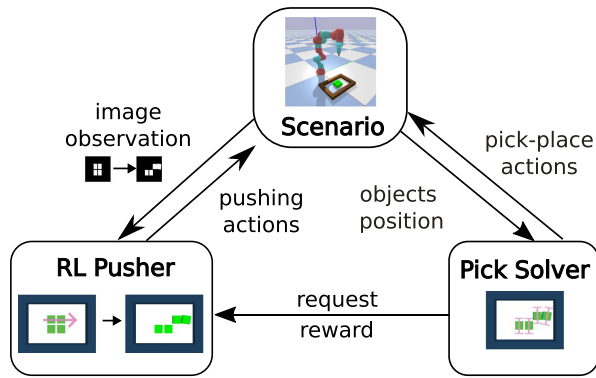 Scenario
image
observation
pushing
actions
objects
position
pick-place
actions
RL Pusher
request
reward
Pick Solver